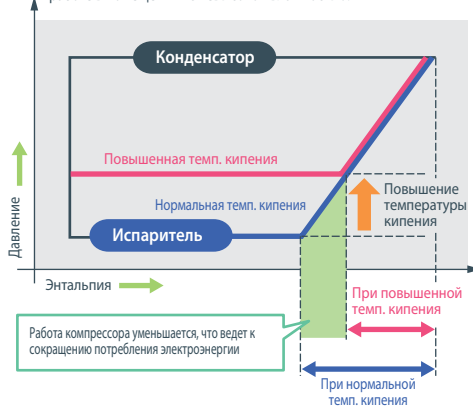 Конденсатор
Повышенная темп. кипения
Нормальная темп. кипения
Испаритель
Давление
Повышение
температуры
кипения
Энтальпия
При повышенной
темп. кипения
Работа компрессора уменьшается, что ведет к
сокращению потребления электроэнергии
При нормальной
темп. кипения